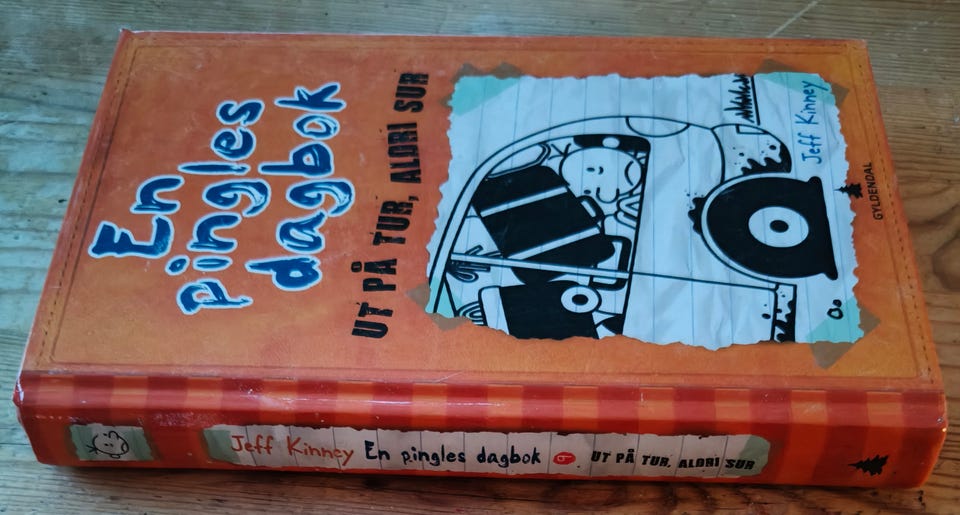 En
pingles
dagbok
UT PÅ TUR, ALDRI SUR
Jeff Kinney
GYLDENDAL
Jeff Kinney En pingles dagbok 9 UT PÅ TUR, ALDRI SUR